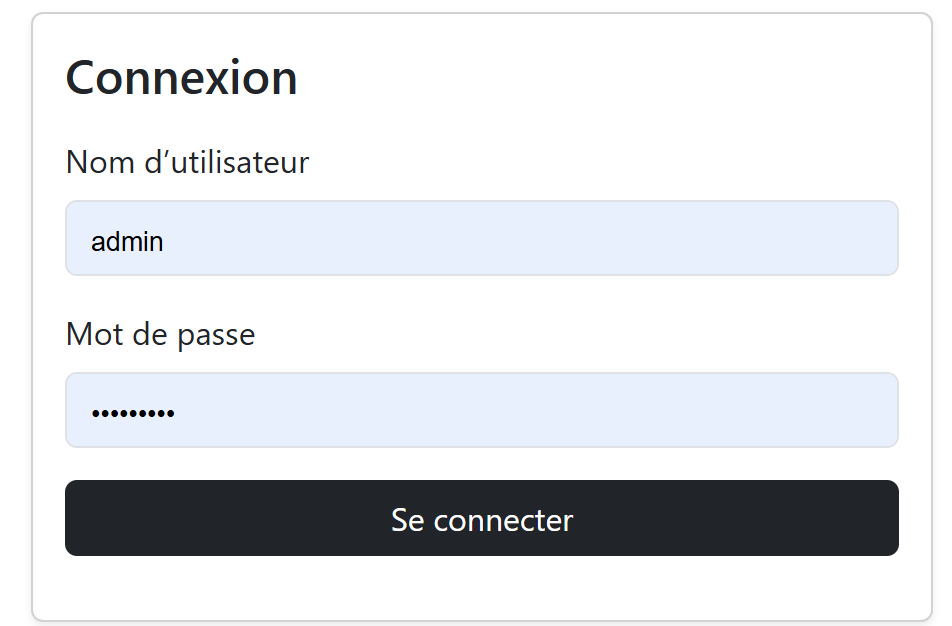 Connexion
Nom d’utilisateur
admin
Mot de passe
•••••••••
Se connecter